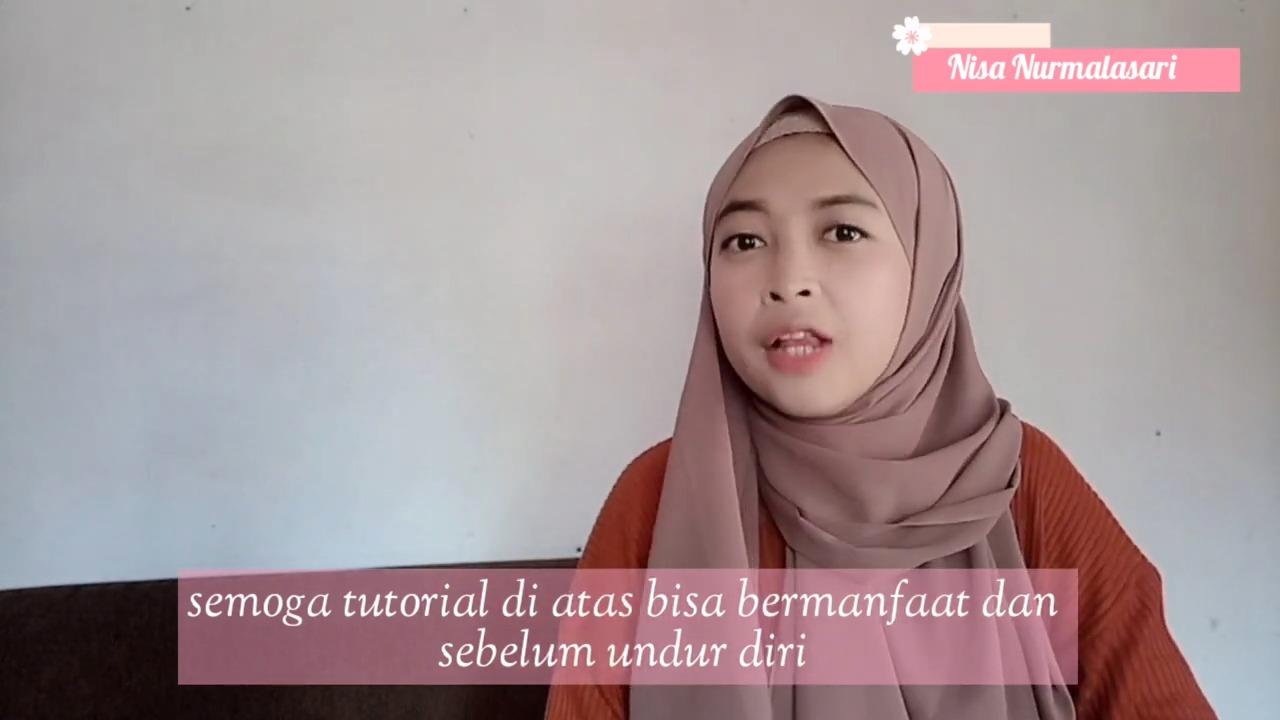 Nisa Nurmalasari
semoga tutorial di atas bisa bermanfaat dan
sebelum undur diri